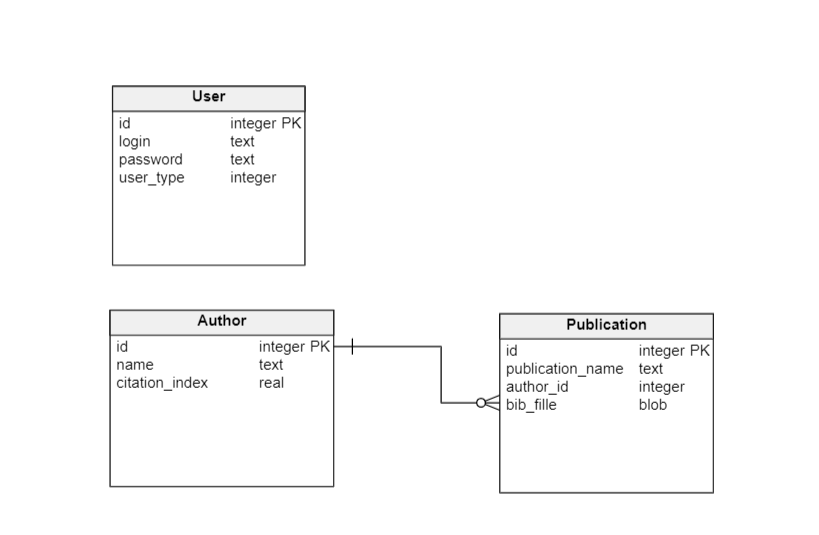 User
id integer PK
login text
password text
user_type integer
Author
id integer PK
name text
citation_index real
Publication
id integer PK
publication_name text
author_id integer
bib_fille blob